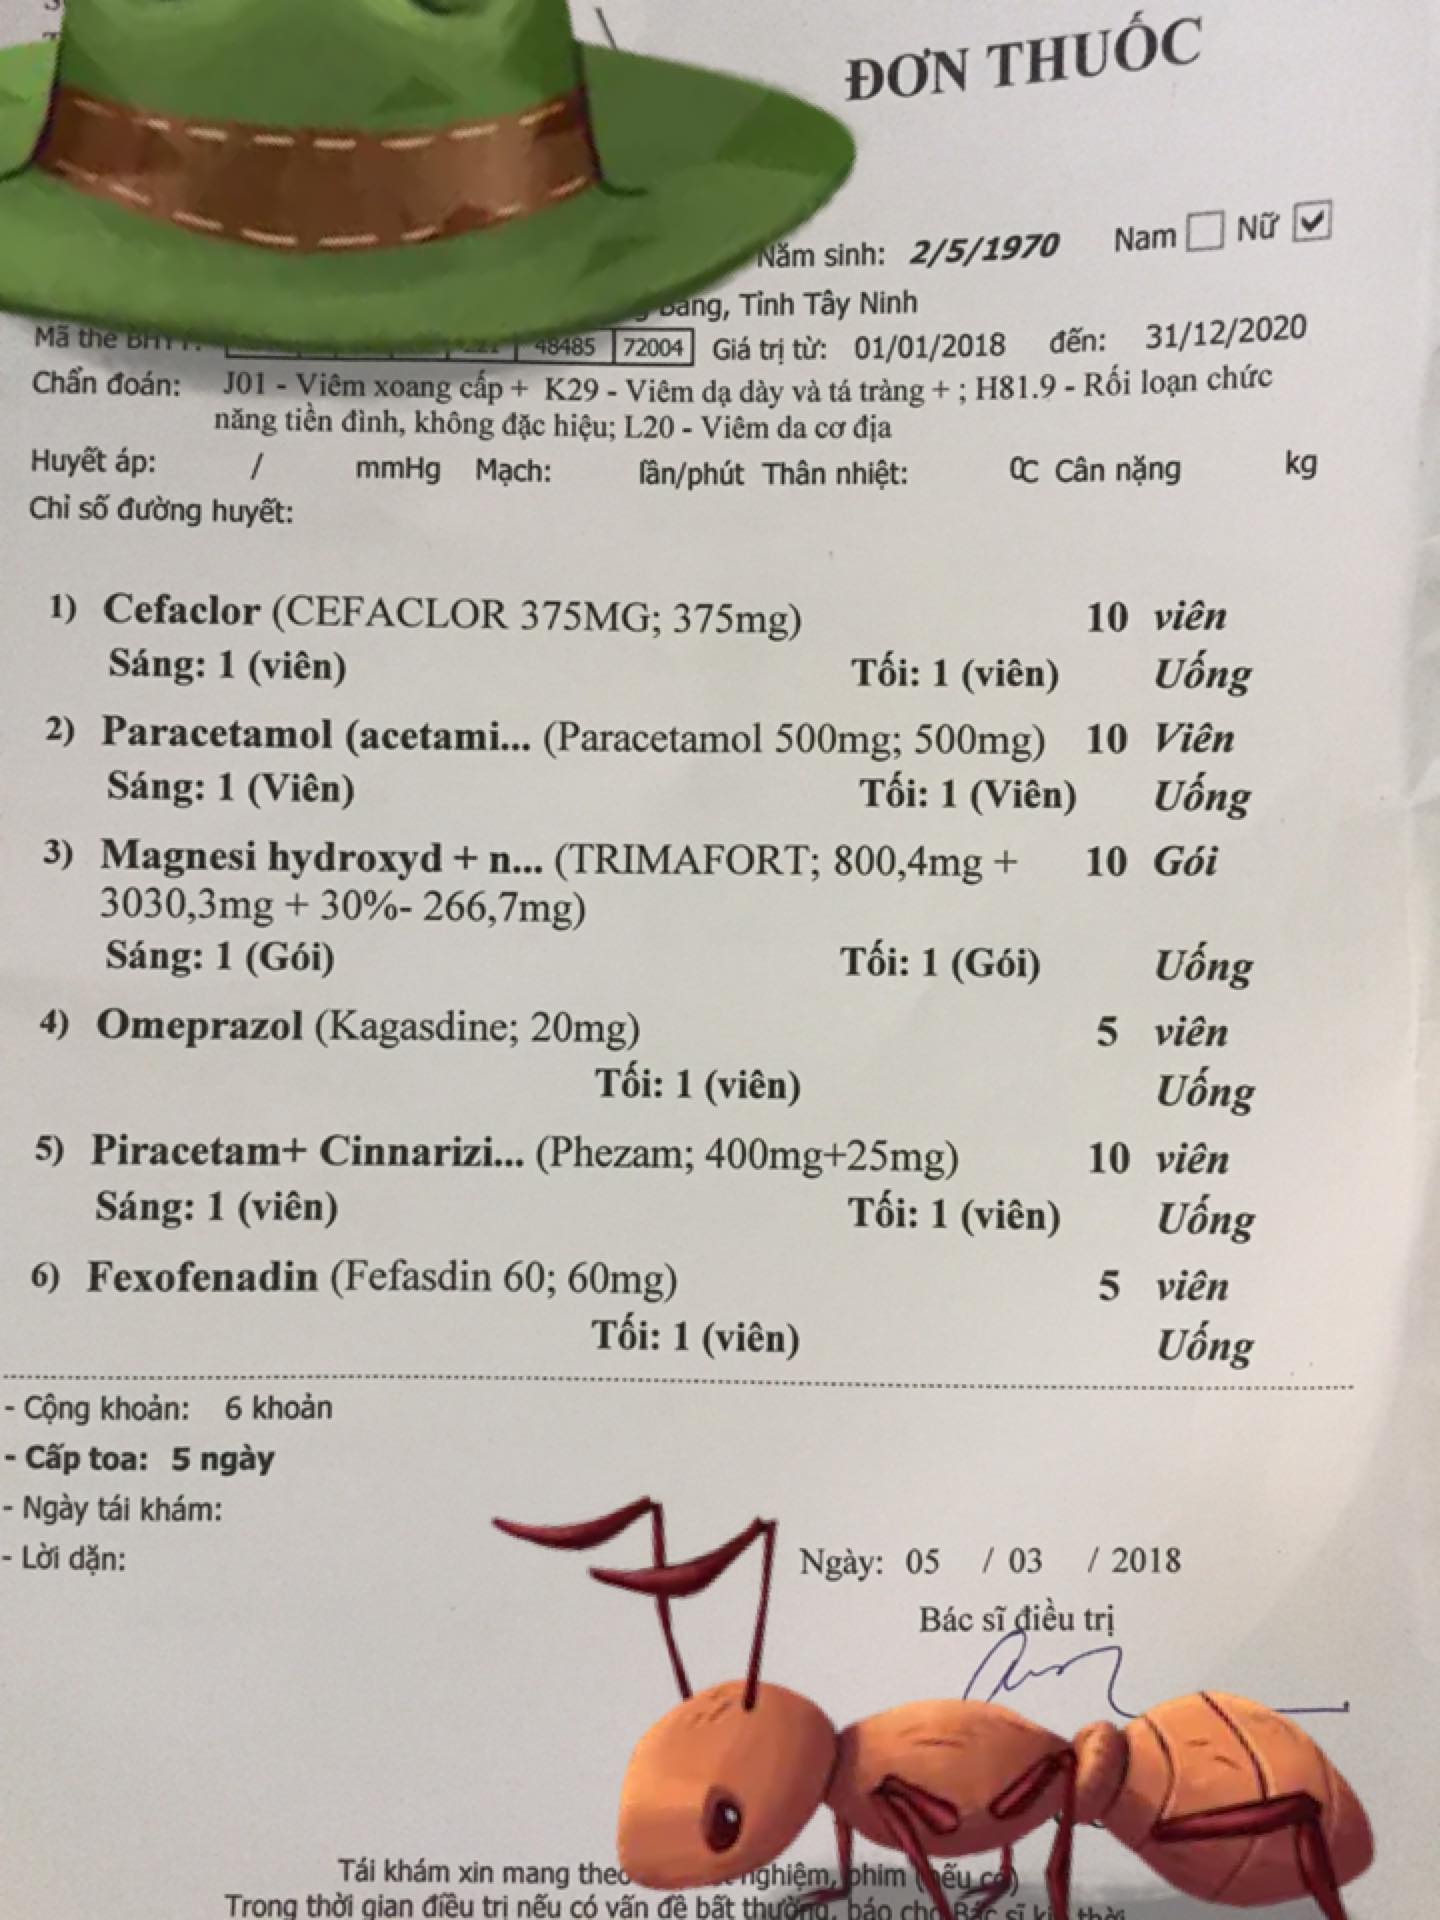 ĐƠN THUỐC
Năm sinh: 2/5/1970 Nam Nữ
Bàng, Tỉnh Tây Ninh
Mã thẻ BHYT: 48485 72004 Giá trị từ: 01/01/2018 đến: 31/12/2020
Chẩn đoán: J01 - Viêm xoang cấp + K29 - Viêm dạ dày và tá tràng + ; H81.9 - Rối loạn chức
năng tiền đình, không đặc hiệu; L20 - Viêm da cơ địa
Huyết áp: / mmHg Mạch: lần/phút Thân nhiệt: 0C Cân nặng kg
Chỉ số đường huyết:
1) Cefaclor (CEFACLOR 375MG; 375mg) 10 viên
Sáng: 1 (viên) Tối: 1 (viên) Uống
2) Paracetamol (acetami... (Paracetamol 500mg; 500mg) 10 Viên
Sáng: 1 (Viên) Tối: 1 (Viên) Uống
3) Magnesi hydroxyd + n... (TRIMAFORT; 800,4mg + 10 Gói
3030,3mg + 30%- 266,7mg)
Sáng: 1 (Gói) Tối: 1 (Gói) Uống
4) Omeprazol (Kagasdine; 20mg) 5 viên
Tối: 1 (viên) Uống
5) Piracetam+ Cinnarizi... (Phezam; 400mg+25mg) 10 viên
Sáng: 1 (viên) Tối: 1 (viên) Uống
6) Fexofenadin (Fefasdin 60; 60mg) 5 viên
Tối: 1 (viên) Uống
- Cộng khoản: 6 khoản
- Cấp toa: 5 ngày
- Ngày tái khám:
- Lời dặn:
Ngày: 05 / 03 / 2018
Bác sĩ điều trị
Tái khám xin mang theo nghiệm, phim (nếu có)
Trong thời gian điều trị nếu có vấn đề bất thường, báo cho Bác sĩ kịp thời